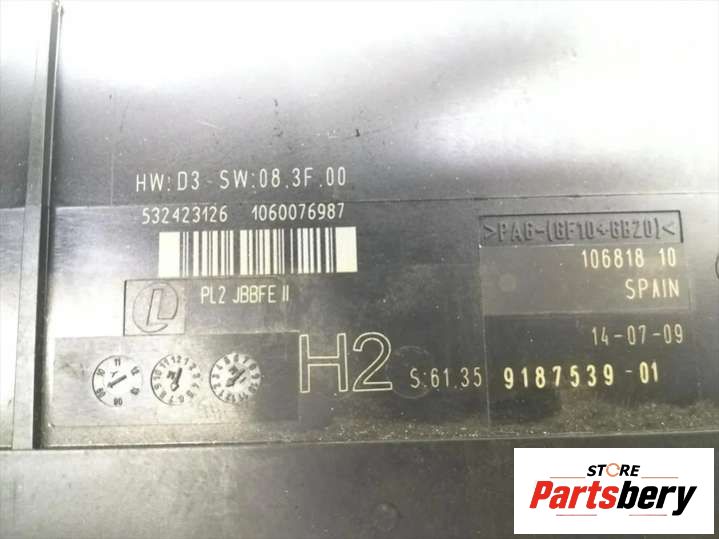 HW:D3 - SW:08.3F.00
532423126 1060076987
>PA6-(GF10+GB20)<
106818 10
PL2 JBBFE II
SPAIN
L
14-07-09
H2
S:61.35 9187539-01
STORE
Partsbery